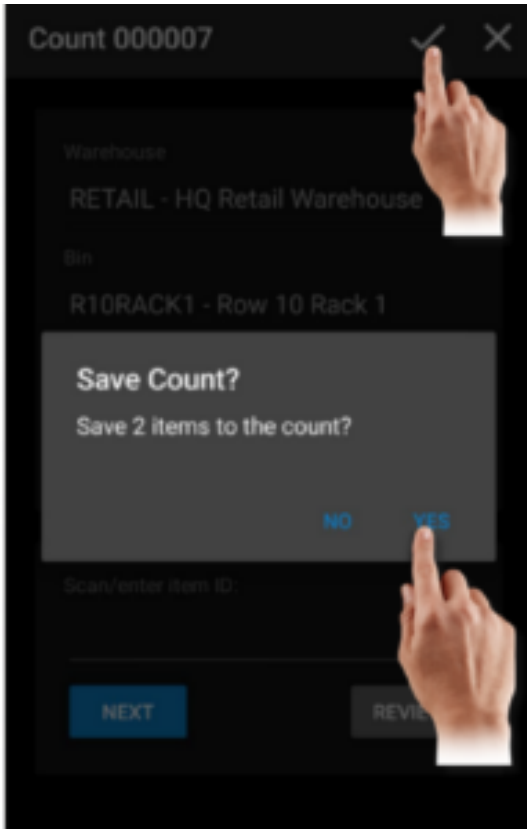 Count 000007
Warehouse
RETAIL - HQ Retail Warehouse
Bin
R10RACK1 - Row 10 Rack 1
Save Count?
Save 2 items to the count?
NO YES
Scan/enter item ID:
NEXT